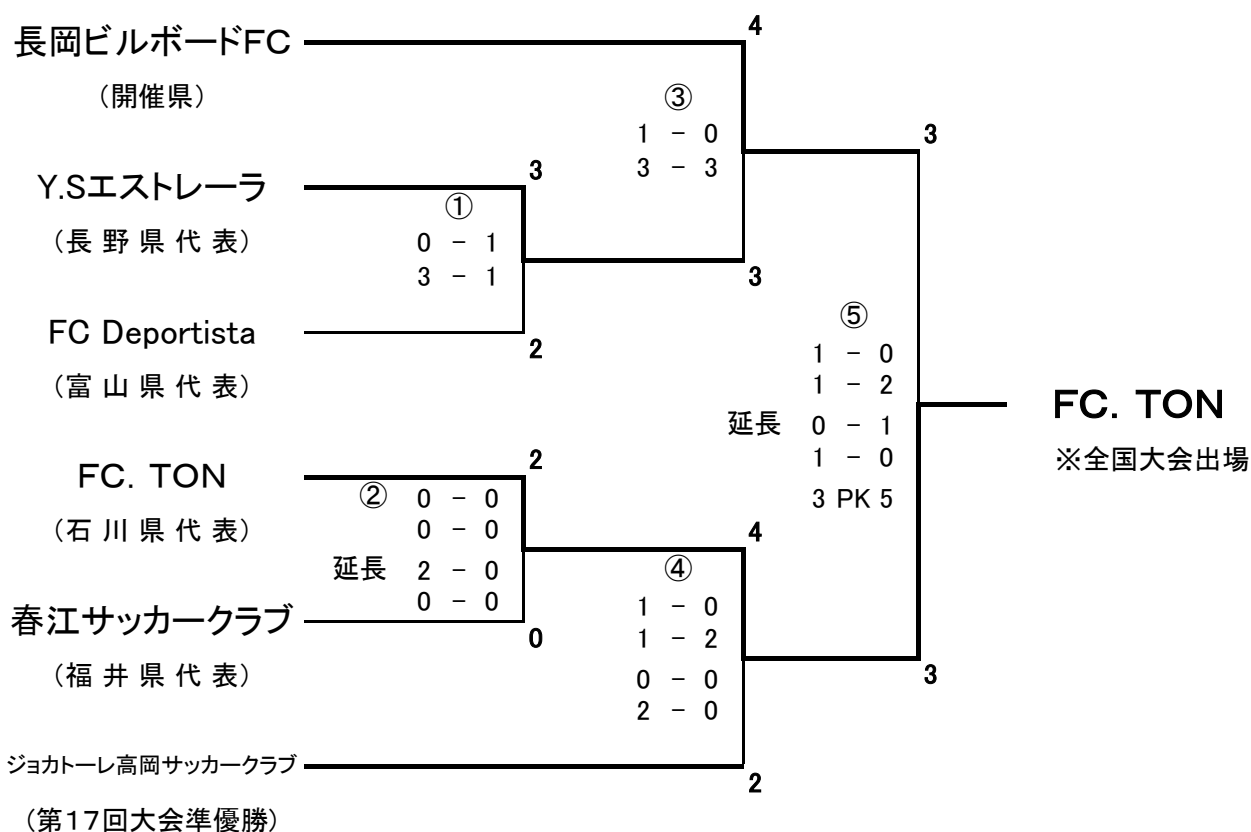 4
長岡ビルボードFC
（開催県）
③
1 － 0
3 － 3
3
3
Y.Sエストレーラ
①
（長 野 県 代 表）
0 － 1
3 － 1
3
FC Deportista
2
（富 山 県 代 表）
⑤
1 － 0
1 － 2
延長 0 － 1
1 － 0
3 PK 5
FC. TON
※全国大会出場
2
FC. TON
（石 川 県 代 表）
② 0 － 0
0 － 0
延長 2 － 0
0 － 0
4
④
1 － 0
1 － 2
0 － 0
2 － 0
春江サッカークラブ
0
（福 井 県 代 表）
3
ジョカトーレ高岡サッカークラブ
2
（第１７回大会準優勝）